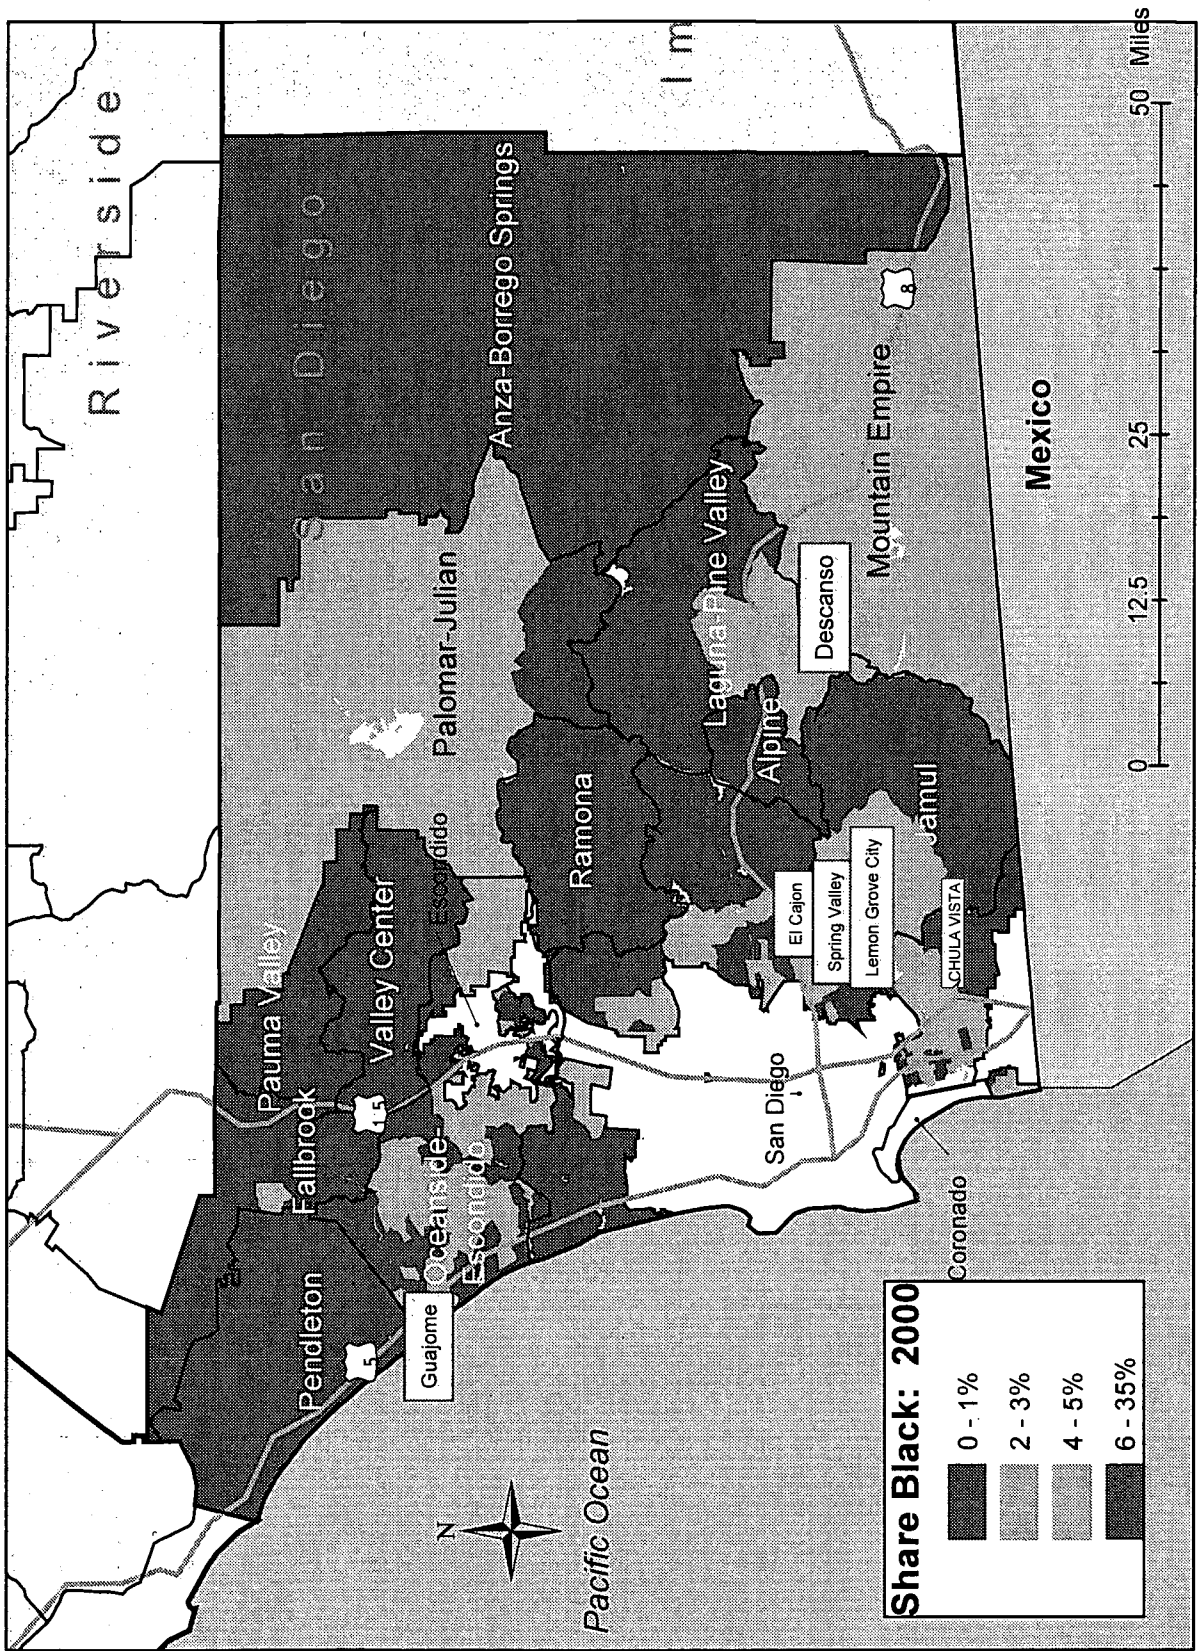 Riverside
San Diego
Im
Anza-Borrego Springs
Palomar-Julian
Pauma Valley
Valley Center
Escondido
Fallbrook
15
Pendleton
5
Oceanside-
Escondido
Guajome
Ramona
Laguna Pine Valley
Alpine
Descanso
Mountain Empire
8
El Cajon
Spring Valley
Lemon Grove City
Jamul
CHULA VISTA
San Diego
Coronado
Mexico
Pacific Ocean
N
0 12.5 25 50 Miles
Share Black: 2000
0 - 1%
2 - 3%
4 - 5%
6 - 35%